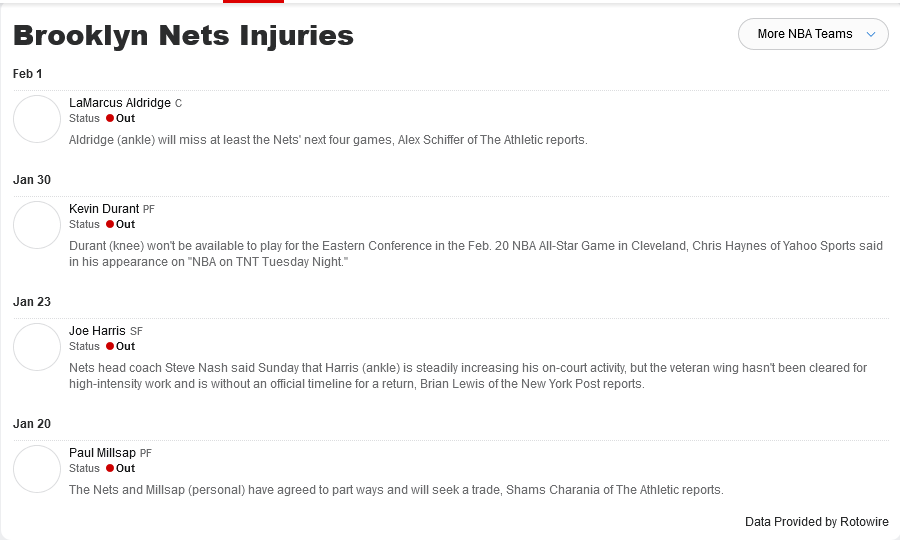 Brooklyn Nets Injuries
More NBA Teams
Feb 1
LaMarcus Aldridge C
Status Out
Aldridge (ankle) will miss at least the Nets' next four games, Alex Schiffer of The Athletic reports.
Jan 30
Kevin Durant PF
Status Out
Durant (knee) won't be available to play for the Eastern Conference in the Feb. 20 NBA All-Star Game in Cleveland, Chris Haynes of Yahoo Sports said
in his appearance on "NBA on TNT Tuesday Night."
Jan 23
Joe Harris SF
Status Out
Nets head coach Steve Nash said Sunday that Harris (ankle) is steadily increasing his on-court activity, but the veteran wing hasn't been cleared for
high-intensity work and is without an official timeline for a return, Brian Lewis of the New York Post reports.
Jan 20
Paul Millsap PF
Status Out
The Nets and Millsap (personal) have agreed to part ways and will seek a trade, Shams Charania of The Athletic reports.
Data Provided by Rotowire